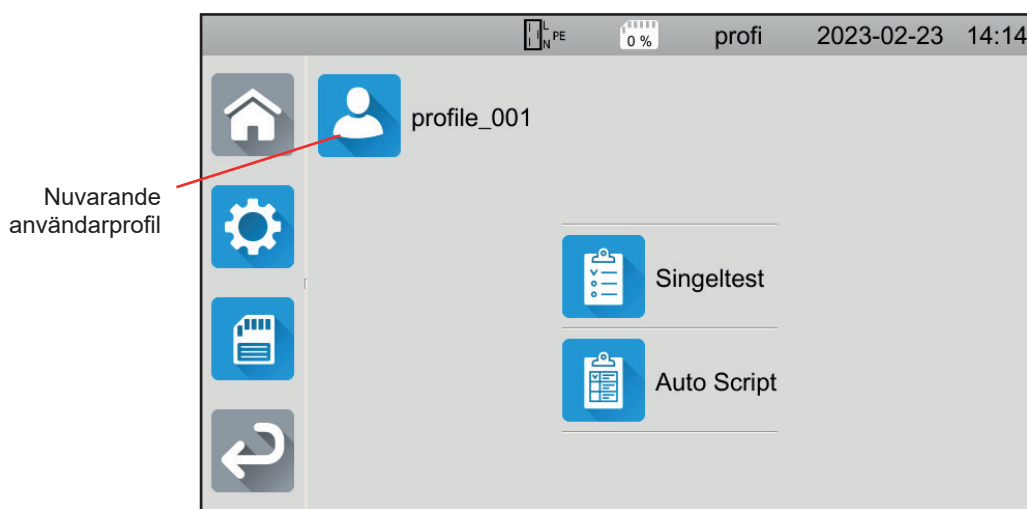 L
N PE
0 % profi 2023-02-23 14:14
profile_001
Nuvarande
användarprofil
Singeltest
Auto Script